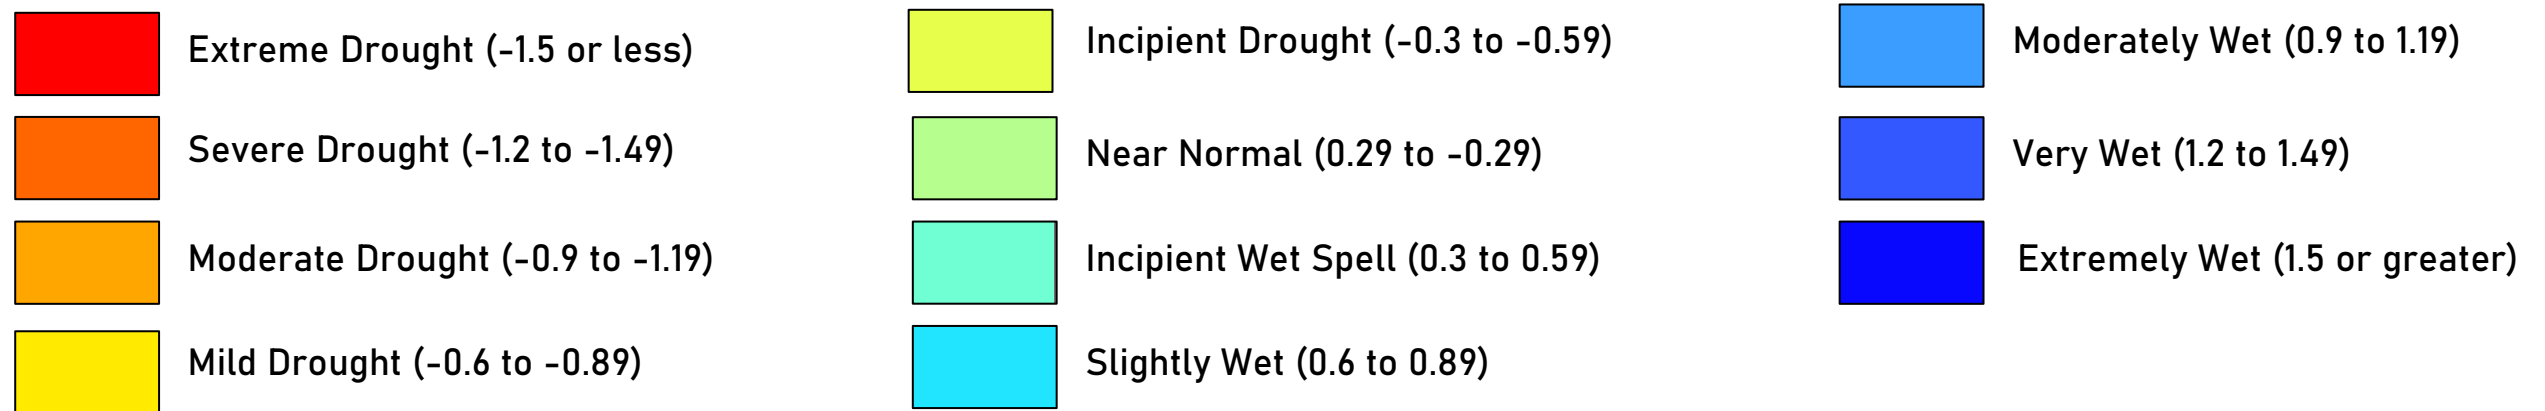 Extreme Drought (-1.5 or less)
Severe Drought (-1.2 to -1.49)
Moderate Drought (-0.9 to -1.19)
Mild Drought (-0.6 to -0.89)
Incipient Drought (-0.3 to -0.59)
Near Normal (0.29 to -0.29)
Incipient Wet Spell (0.3 to 0.59)
Slightly Wet (0.6 to 0.89)
Moderately Wet (0.9 to 1.19)
Very Wet (1.2 to 1.49)
Extremely Wet (1.5 or greater)